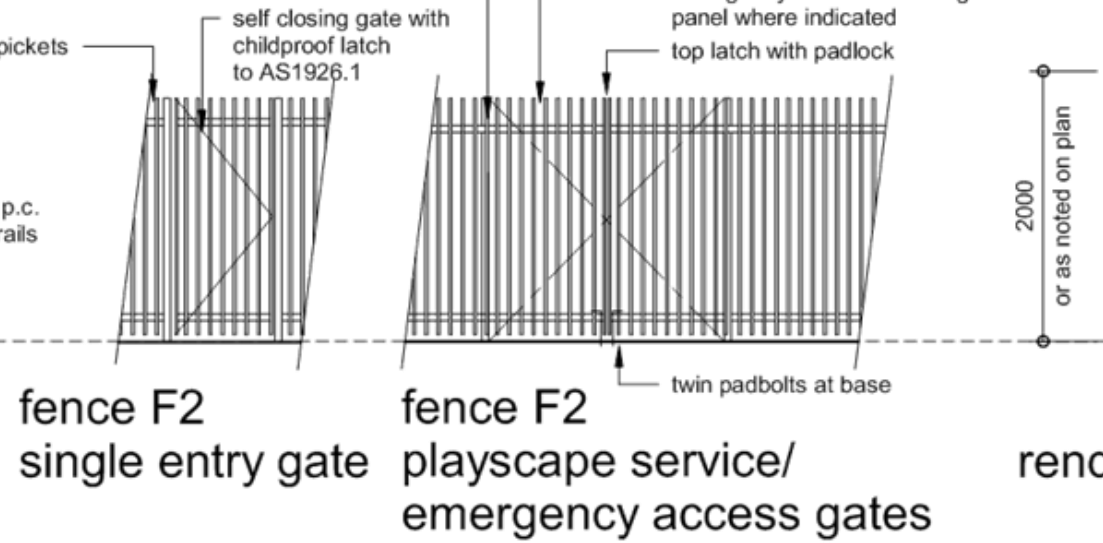 self closing gate with
childproof latch
to AS1926.1
pickets
panel where indicated
top latch with padlock
p.c.
rails
2000
or as noted on plan
twin padbolts at base
fence F2
single entry gate
fence F2
playscape service/
emergency access gates